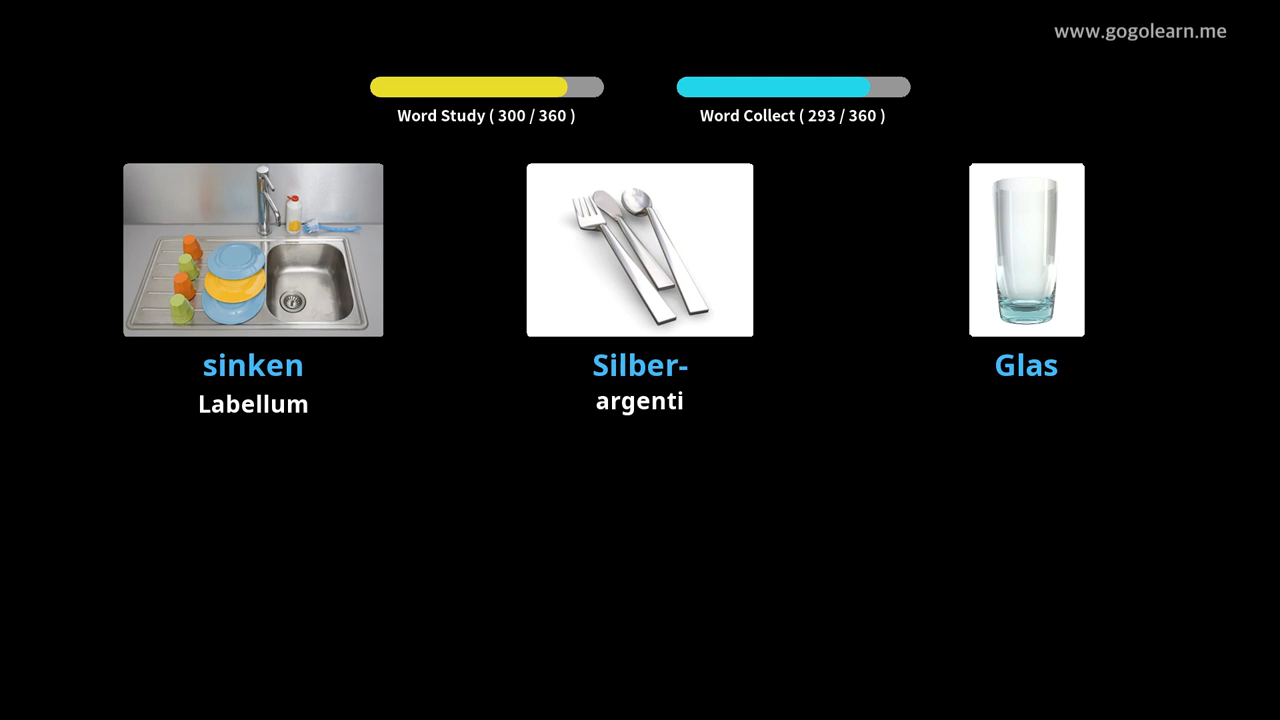 www.gogolearn.me
Word Study ( 300 / 360 )
Word Collect ( 293 / 360 )
sinken
Labellum
Silber-
argenti
Glas